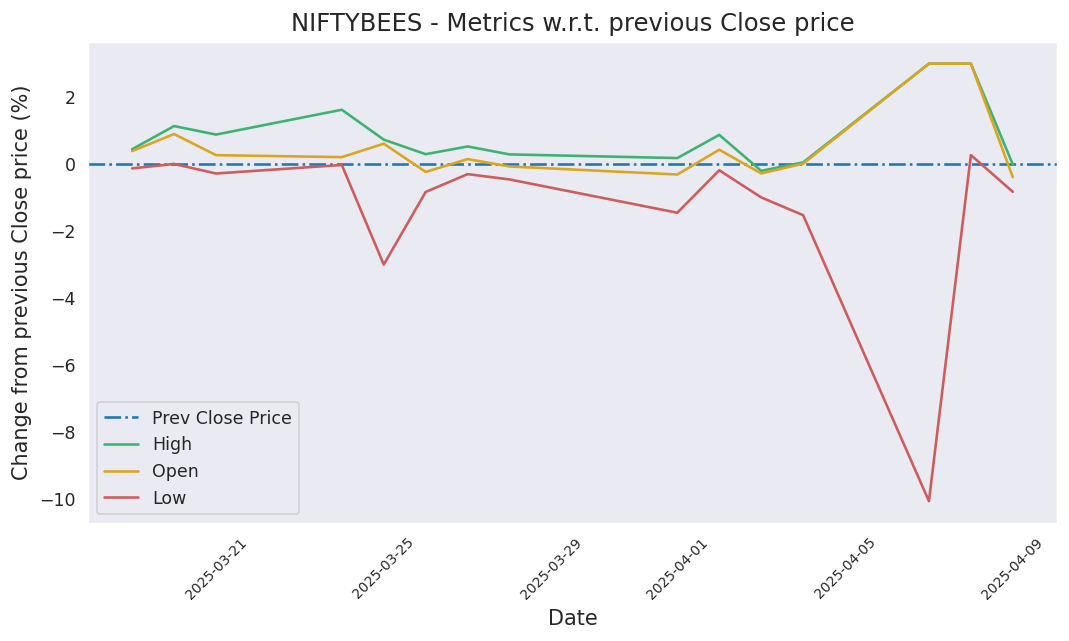 NIFTYBEES - Metrics w.r.t. previous Close price
Change from previous Close price (%)
2
0
−2
−4
−6
−8
−10
Prev Close Price
High
Open
Low
2025-03-21
2025-03-25
2025-03-29
2025-04-01
2025-04-05
2025-04-09
Date